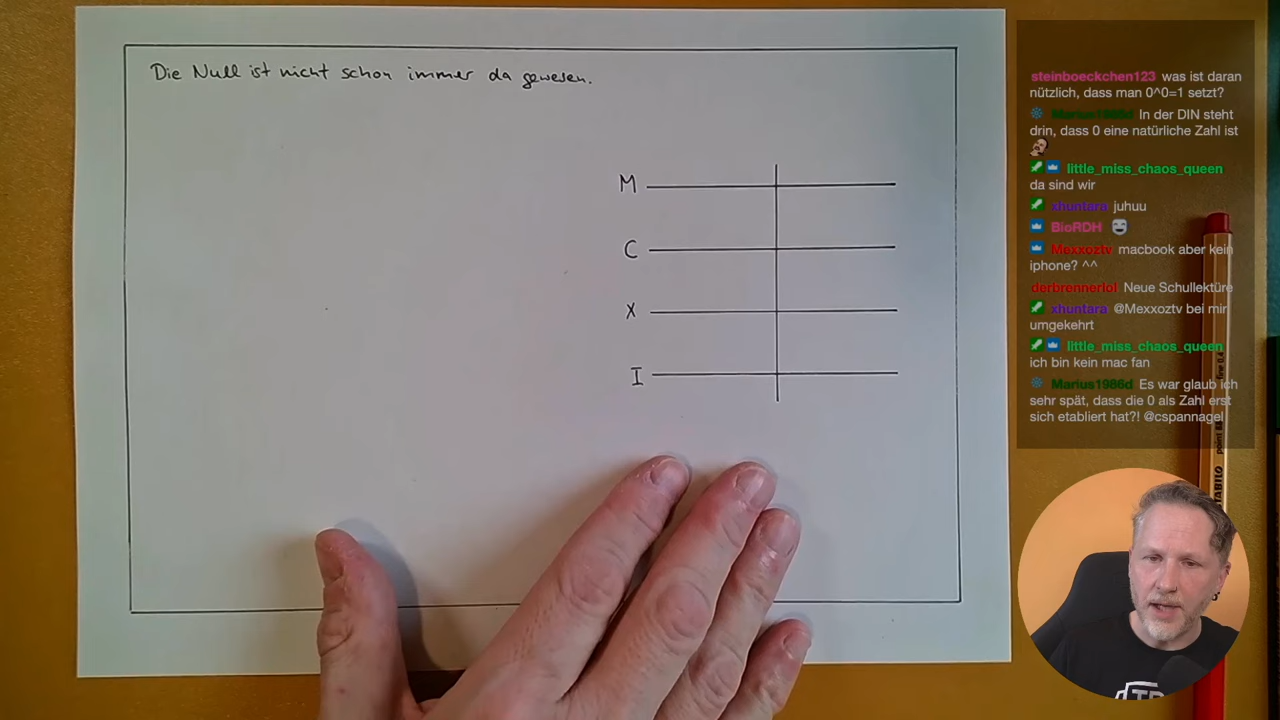 Die Null ist nicht schon immer da gewesen.
M
C
X
I
steinboeckchen123 was ist daran
nützlich, dass man 0^0=1 setzt?
Marius1986d In der DIN steht
drin, dass 0 eine natürliche Zahl ist
little_miss_chaos_queen
da sind wir
xhuntara juhuu
BioRDH
Mexxoztv macbook aber kein
iphone? ^^
derbrennerlol Neue Schullektüre
xhuntara @Mexxoztv bei mir
umgekehrt
little_miss_chaos_queen
ich bin kein mac fan
Marius1986d Es war glaub ich
sehr spät, dass die 0 als Zahl erst
sich etabliert hat?! @cspannagel
STABILO
point